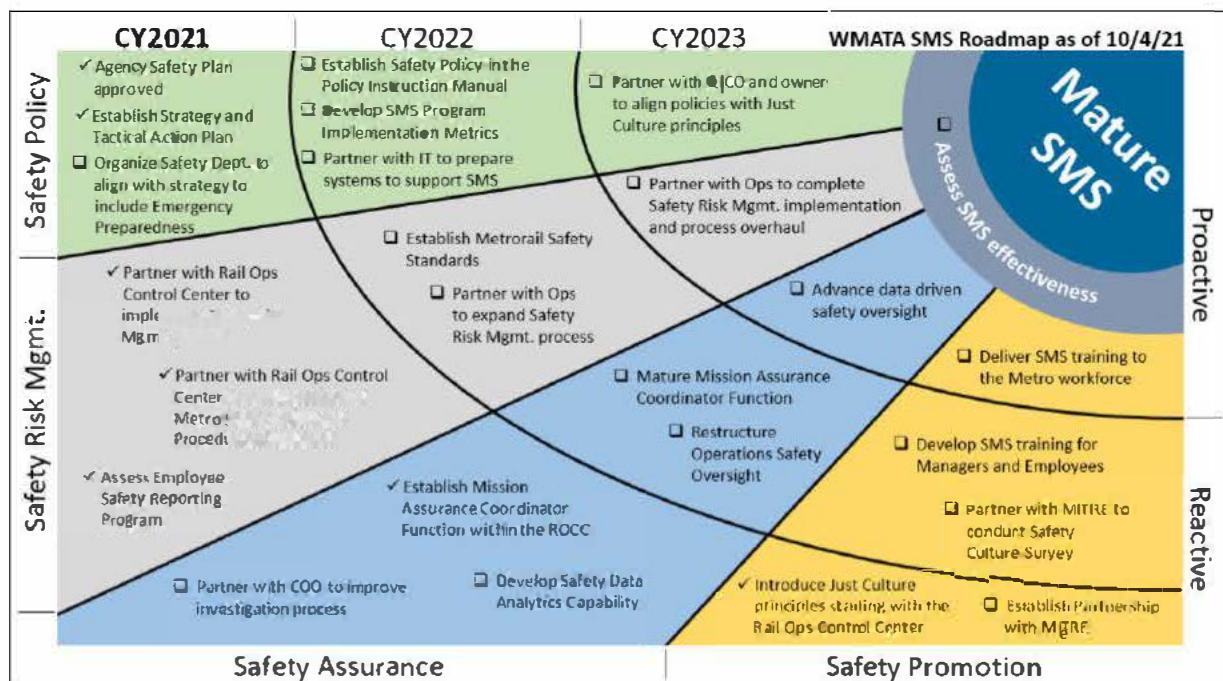 CY2021
CY2022
CY2023
WMATA SMS Roadmap as of 10/4/21
Safety Policy
✓ Agency Safety Plan
approved
✓ Establish Strategy and
Tactical Action Plan
❑ Organize Safety Dept. to
align with strategy to
include Emergency
Preparedness
❑ Establish Safety Policy in the
Policy Instruction Manual
❑ Develop SMS Program
Implementation Metrics
❑ Partner with IT to prepare
systems to support SMS
❑ Partner with QICO and owner
to align policies with Just
Culture principles
❑ Assess SMS effectiveness
Mature
SMS
Safety Risk Mgmt.
✓ Partner with Rail Ops
Control Center to
Mgm
✓ Partner with Rail Ops Control
Center
Metro
Proced
✓ Assess Employee
Safety Reporting
Program
❑ Establish Metrorail Safety
Standards
❑ Partner with Ops
to expand Safety
Risk Mgmt. process
❑ Partner with Ops to complete
Safety Risk Mgmt. implementation
and process overhaul
❑ Partner with COO to improve
investigation process
✓ Establish Mission
Assurance Coordinator
Function within the ROCC
❑ Develop Safety Data
Analytics Capability
❑ Mature Mission Assurance
Coordinator Function
❑ Restructure
Operations Safety
Oversight
❑ Advance data driven
safety oversight
❑ Deliver SMS training to
the Metro workforce
❑ Develop SMS training for
Managers and Employees
❑ Partner with MITRE to
conduct Safety
Culture Survey
✓ Introduce Just Culture
principles starting with the
Rail Ops Control Center
❑ Establish Partnership
with MITRE
Proactive
Reactive
Safety Assurance
Safety Promotion